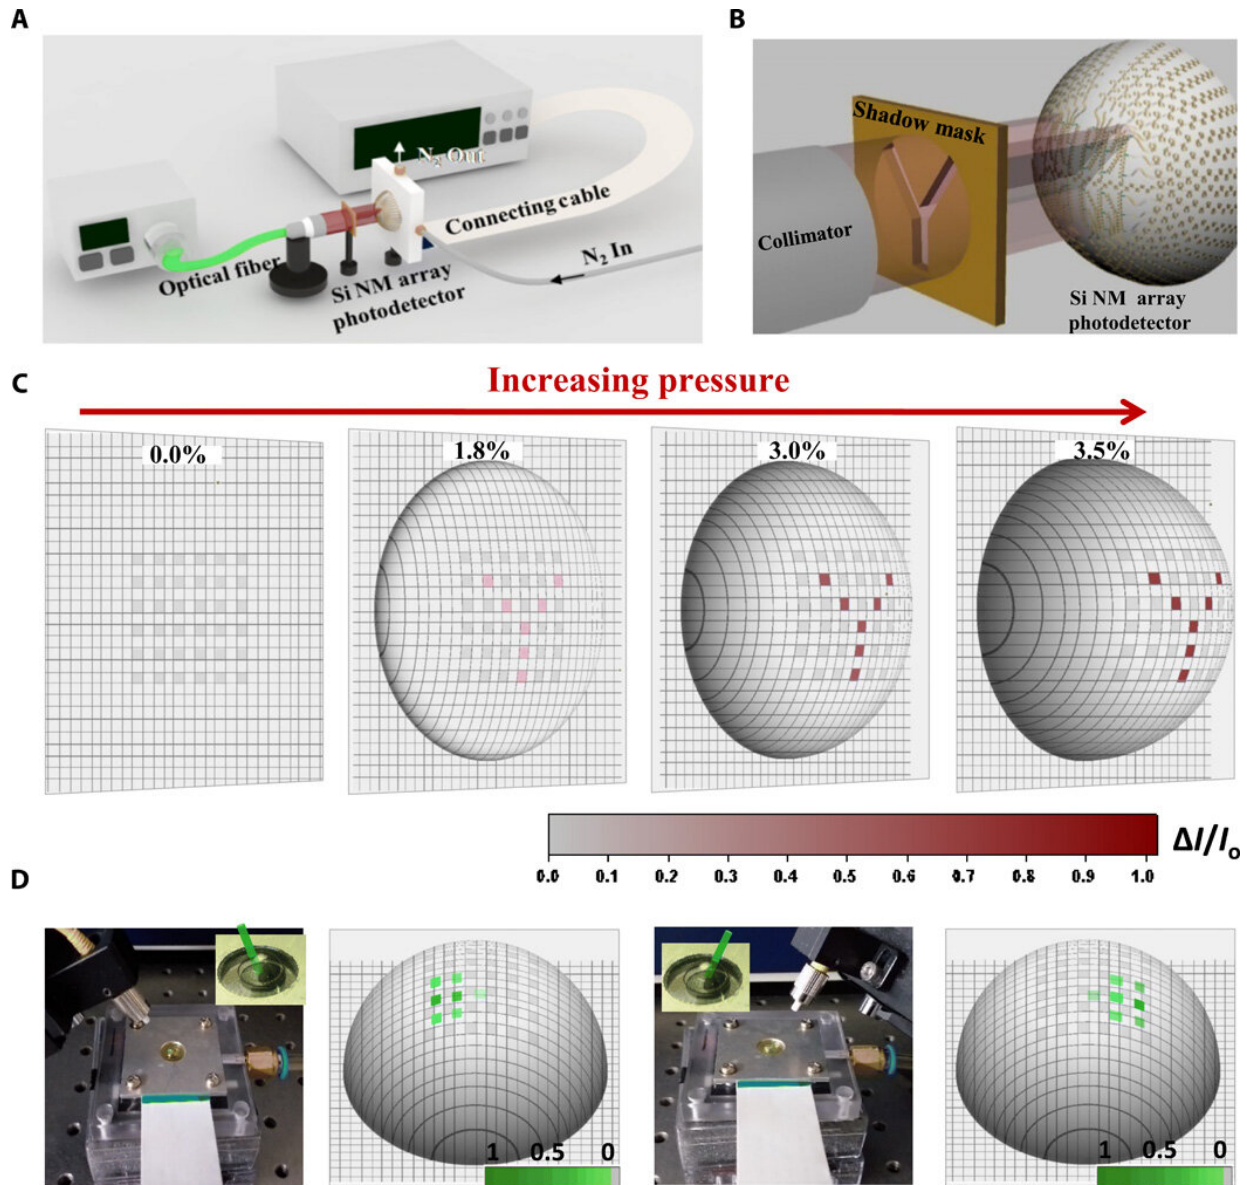 A
N₂ Out
Connecting cable
Optical fiber
N₂ In
Si NM array
photodetector
B
Shadow mask
Collimator
Si NM array
photodetector
C
Increasing pressure
0.0%
1.8%
3.0%
3.5%
0.0 0.1 0.2 0.3 0.4 0.5 0.6 0.7 0.8 0.9 1.0
ΔI/Iₒ
D
1 0.5 0
1 0.5 0